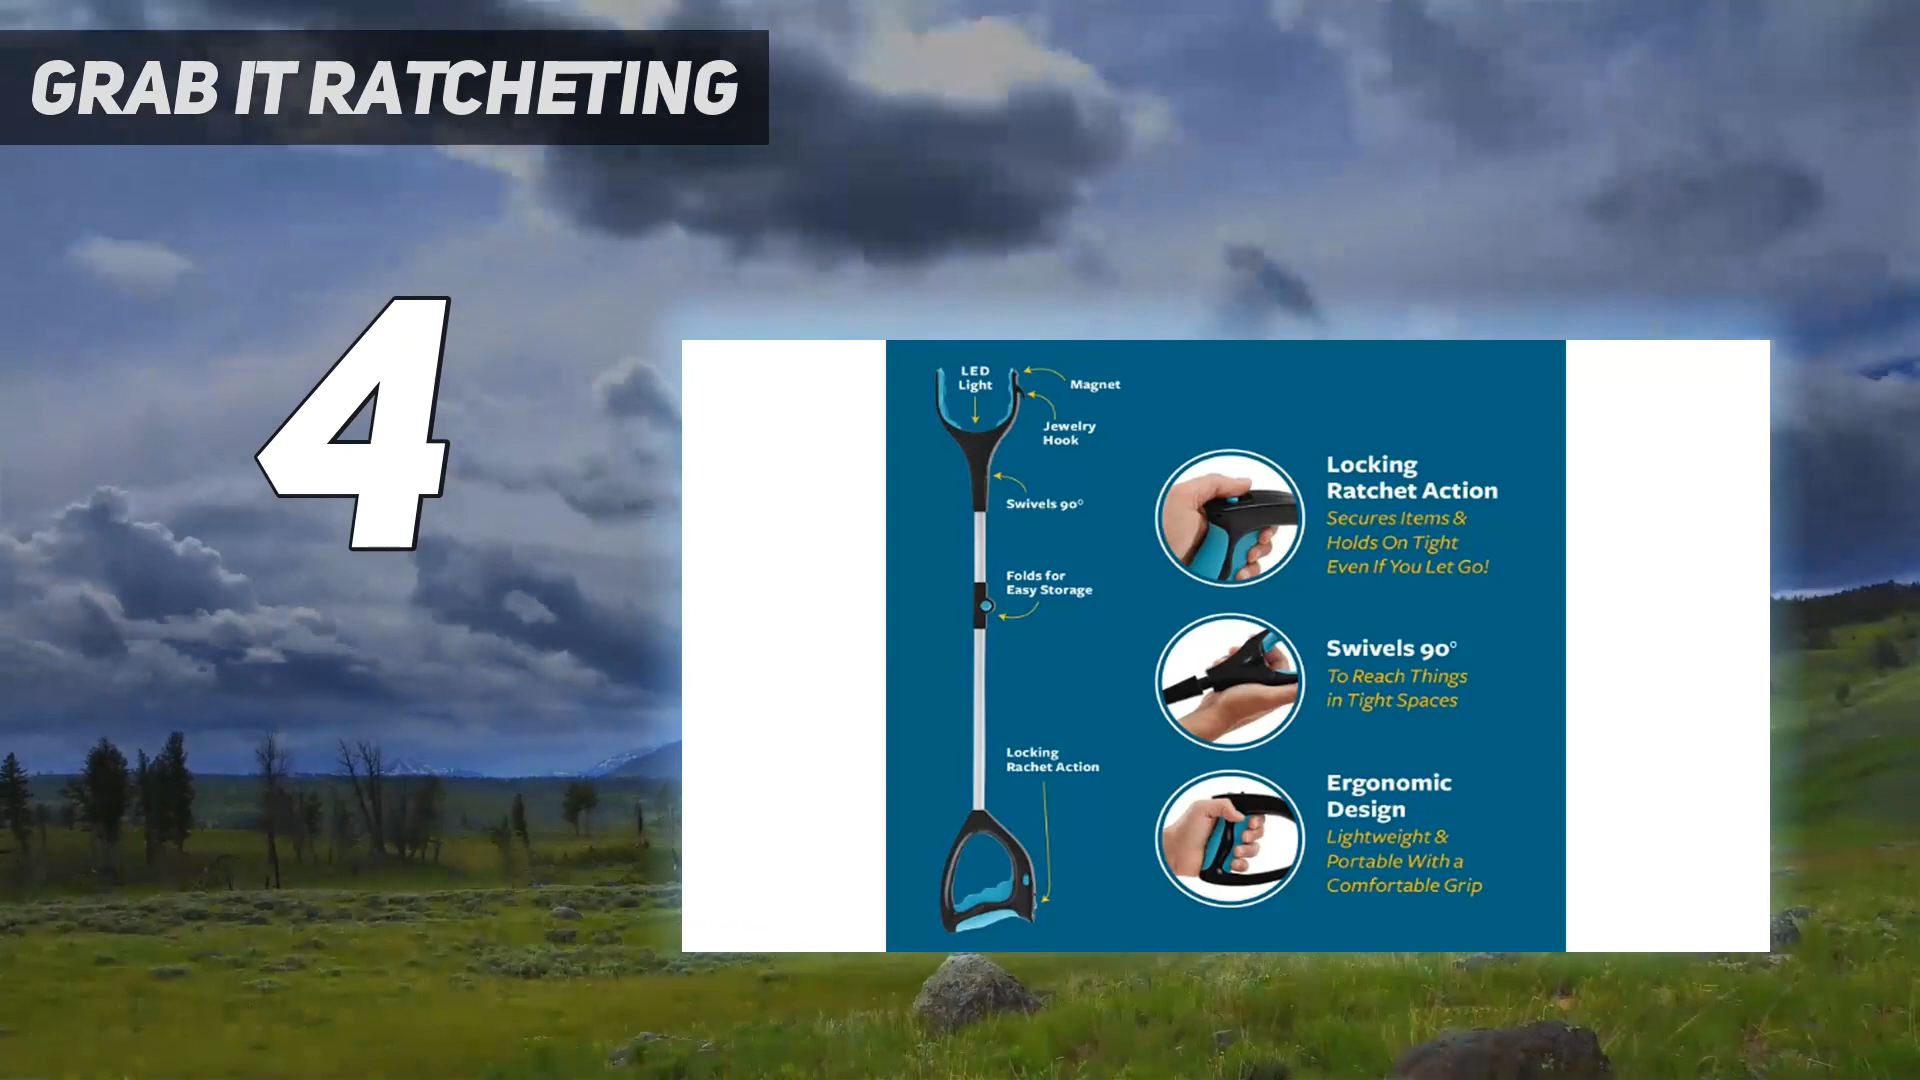 GRAB IT RATCHETING
4
LED
Light
Magnet
Jewelry
Hook
Swivels 90°
Folds for
Easy Storage
Locking
Rachet Action
Locking
Ratchet Action
Secures Items &
Holds On Tight
Even If You Let Go!
Swivels 90°
To Reach Things
in Tight Spaces
Ergonomic
Design
Lightweight &
Portable With a
Comfortable Grip